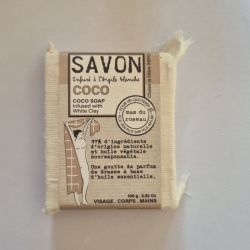 SAVON
Infusé à l'Argile blanche
COCO
COCO SOAP
Infused with
White Clay
mas du
roseau
97% d'ingrédients
d'origine naturelle
et huile végétale
écoresponsable.
Une goutte de parfum
de Grasse à base
d'huile essentielle.
100 g - 3,52 Oz
VISAGE . CORPS . MAINS